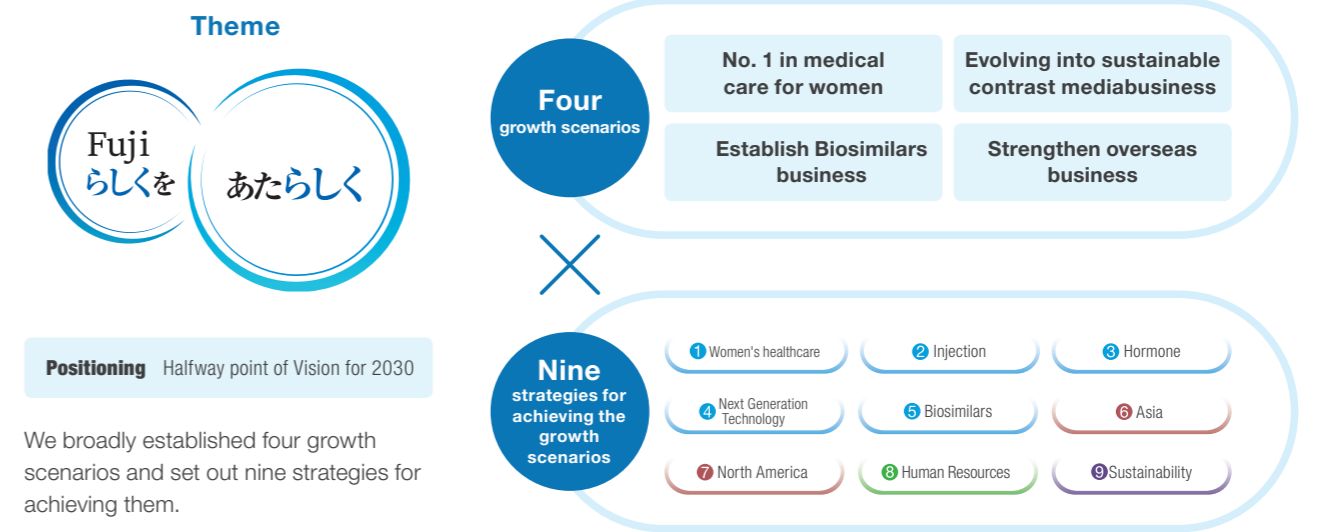 Theme
Fuji
らしくを
あたらしく
Positioning Halfway point of Vision for 2030
We broadly established four growth
scenarios and set out nine strategies for
achieving them.
Four
growth scenarios
No. 1 in medical
care for women
Evolving into sustainable
contrast mediabusiness
Establish Biosimilars
business
Strengthen overseas
business
Nine
strategies for
achieving the
growth
scenarios
1 Women's healthcare
2 Injection
3 Hormone
4 Next Generation
Technology
5 Biosimilars
6 Asia
7 North America
8 Human Resources
9 Sustainability